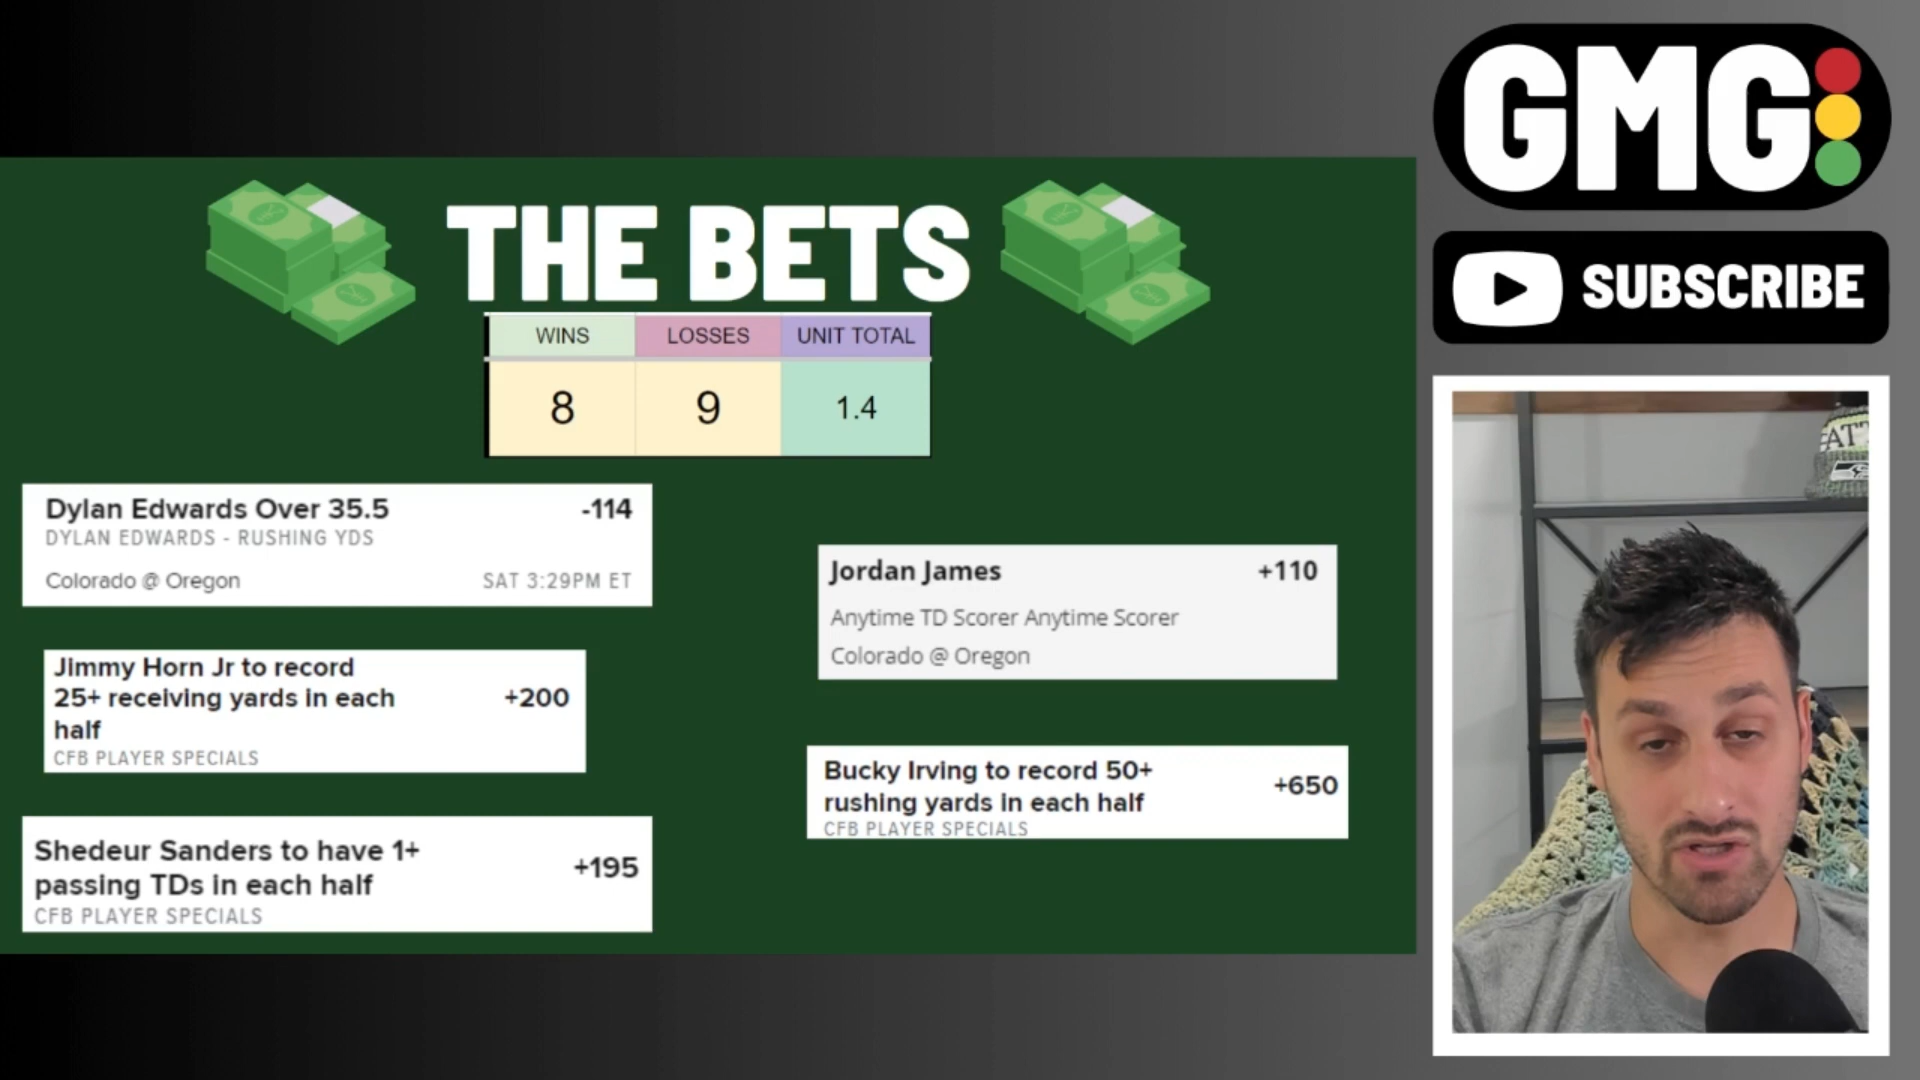 THE BETS
WINS LOSSES UNIT TOTAL
8 9 1.4
Dylan Edwards Over 35.5 -114
DYLAN EDWARDS - RUSHING YDS
Colorado @ Oregon SAT 3:29PM ET
Jimmy Horn Jr to record
25+ receiving yards in each +200
half
CFB PLAYER SPECIALS
Shedeur Sanders to have 1+
passing TDs in each half +195
CFB PLAYER SPECIALS
Jordan James +110
Anytime TD Scorer Anytime Scorer
Colorado @ Oregon
Bucky Irving to record 50+
rushing yards in each half +650
CFB PLAYER SPECIALS
GMG
SUBSCRIBE